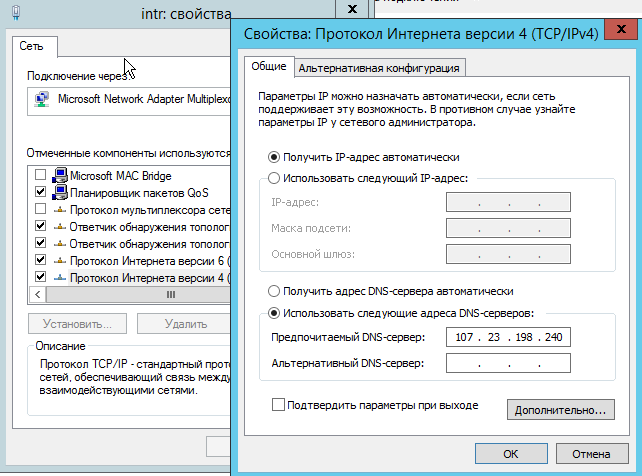 intr: свойства
Сеть
Подключение через
Microsoft Network Adapter Multiplexo
Отмеченные компоненты используются
Microsoft MAC Bridge
Планировщик пакетов QoS
Протокол мультиплексора сете
Ответчик обнаружения тополог
Ответчик обнаружения тополог
Протокол Интернета версии 6 (
Протокол Интернета версии 4 (
Установить...
Удалить
Описание
Протокол TCP/IP - стандартный прото
сетей, обеспечивающий связь между
взаимодействующими сетями.
Свойства: Протокол Интернета версии 4 (TCP/IPv4)
Общие
Альтернативная конфигурация
Параметры IP можно назначать автоматически, если сеть
поддерживает эту возможность. В противном случае узнайте
параметры IP у сетевого администратора.
Получить IP-адрес автоматически
Использовать следующий IP-адрес:
IP-адрес:
Маска подсети:
Основной шлюз:
Получить адрес DNS-сервера автоматически
Использовать следующие адреса DNS-серверов:
Предпочитаемый DNS-сервер: 107 . 23 . 198 . 240
Альтернативный DNS-сервер:
Подтвердить параметры при выходе
Дополнительно...
ОК
Отмена